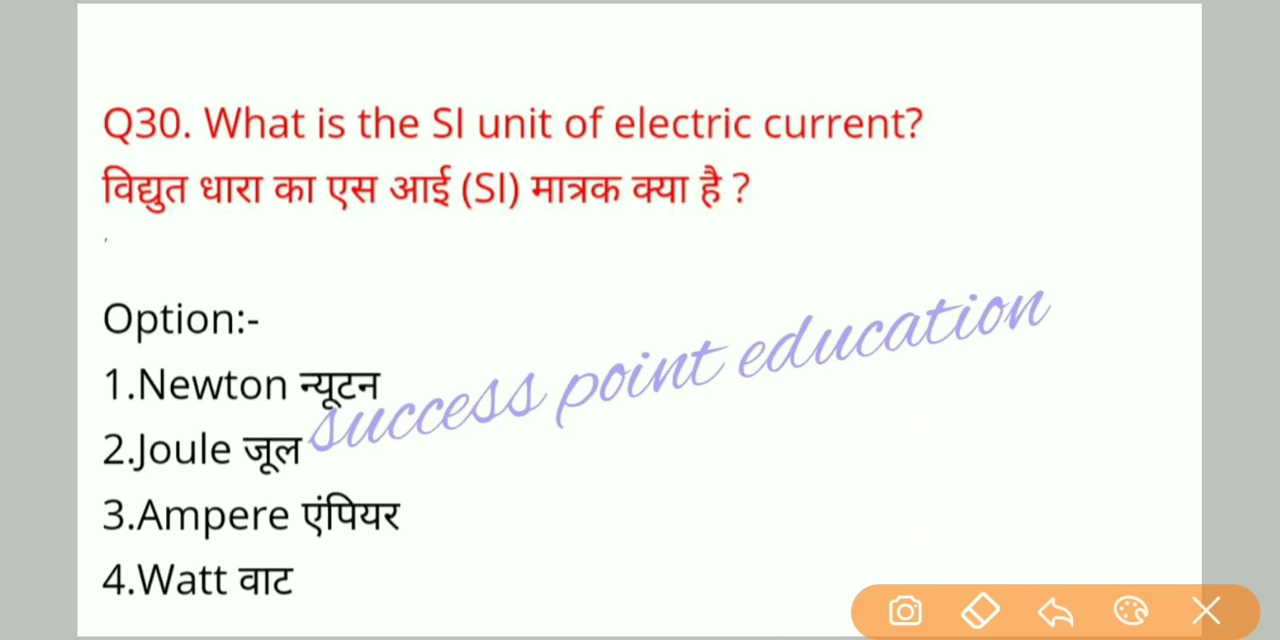 Q30. What is the SI unit of electric current?
विद्युत धारा का एस आई (SI) मात्रक क्या है ?
Option:-
1.Newton न्यूटन
success point education
2.Joule जूल
3.Ampere एंपियर
4.Watt वाट